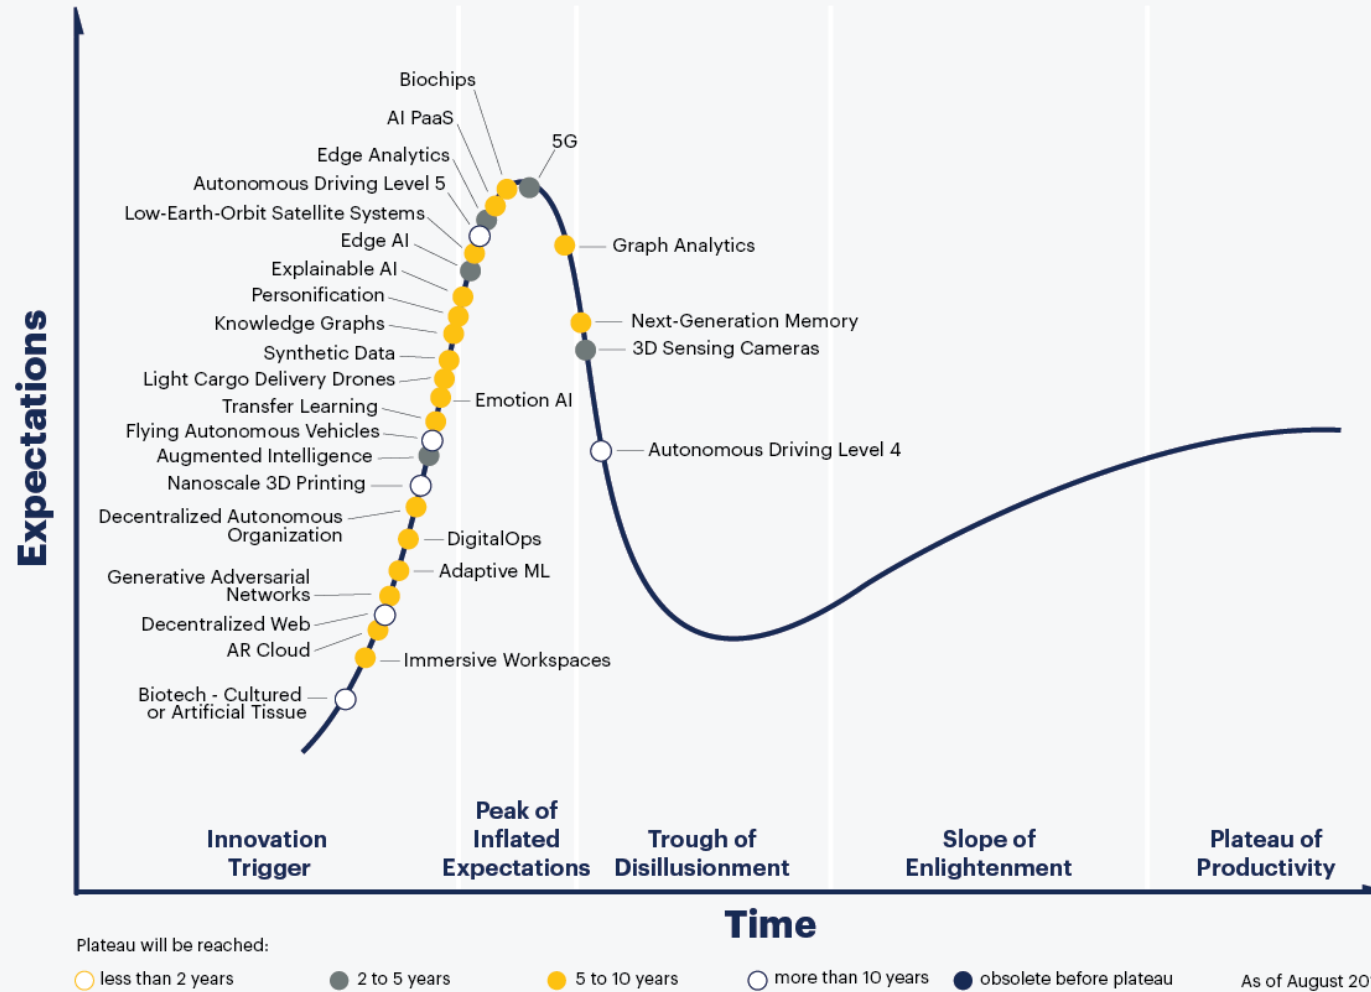 Biochips
AI PaaS
5G
Edge Analytics
Autonomous Driving Level 5
Low-Earth-Orbit Satellite Systems
Edge AI
Graph Analytics
Explainable AI
Personification
Knowledge Graphs
Next-Generation Memory
3D Sensing Cameras
Synthetic Data
Light Cargo Delivery Drones
Emotion AI
Transfer Learning
Flying Autonomous Vehicles
Autonomous Driving Level 4
Augmented Intelligence
Nanoscale 3D Printing
Decentralized Autonomous
Organization
DigitalOps
Adaptive ML
Generative Adversarial
Networks
Decentralized Web
AR Cloud
Immersive Workspaces
Biotech - Cultured
or Artificial Tissue
Expectations
Innovation
Trigger
Peak of
Inflated
Expectations
Trough of
Disillusionment
Slope of
Enlightenment
Plateau of
Productivity
Time
Plateau will be reached:
less than 2 years
2 to 5 years
5 to 10 years
more than 10 years
obsolete before plateau
As of August